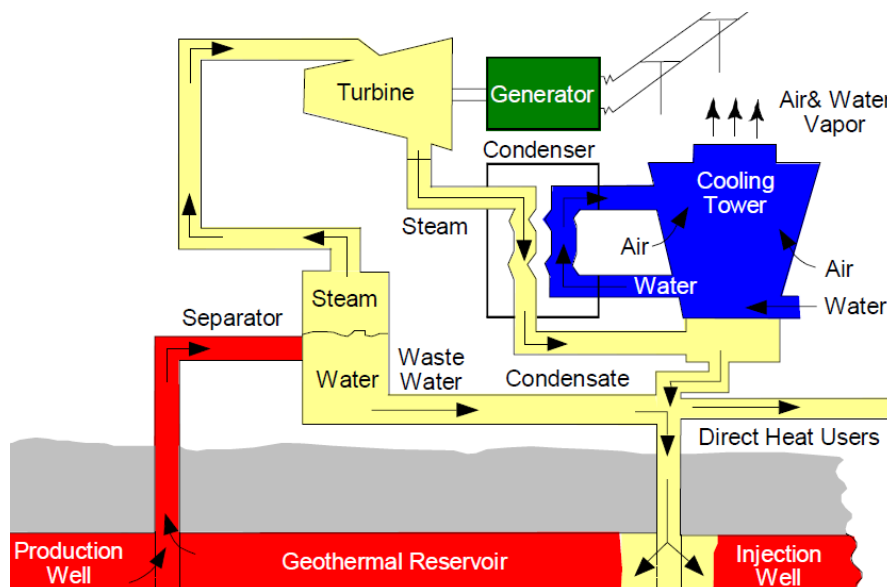 Turbine
Generator
Air& Water
Vapor
Condenser
Cooling
Tower
Steam
Air
Air
Water
Water
Steam
Separator
Water
Waste
Water
Condensate
Direct Heat Users
Production
Well
Geothermal Reservoir
Injection
Well